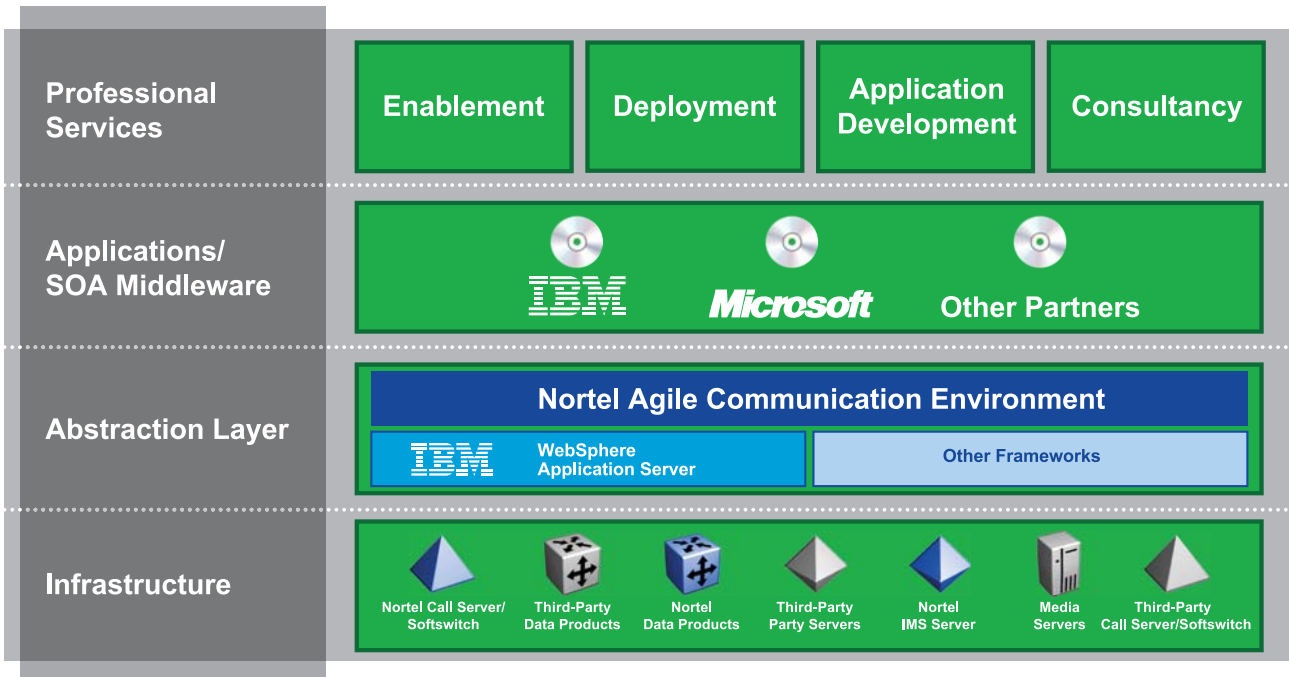 Professional
Services
Enablement
Deployment
Application
Development
Consultancy
Applications/
SOA Middleware
IBM
Microsoft
Other Partners
Abstraction Layer
Nortel Agile Communication Environment
IBM
WebSphere
Application Server
Other Frameworks
Infrastructure
Nortel Call Server/
Softswitch
Third-Party
Data Products
Nortel
Data Products
Third-Party
Party Servers
Nortel
IMS Server
Media
Servers
Third-Party
Call Server/Softswitch